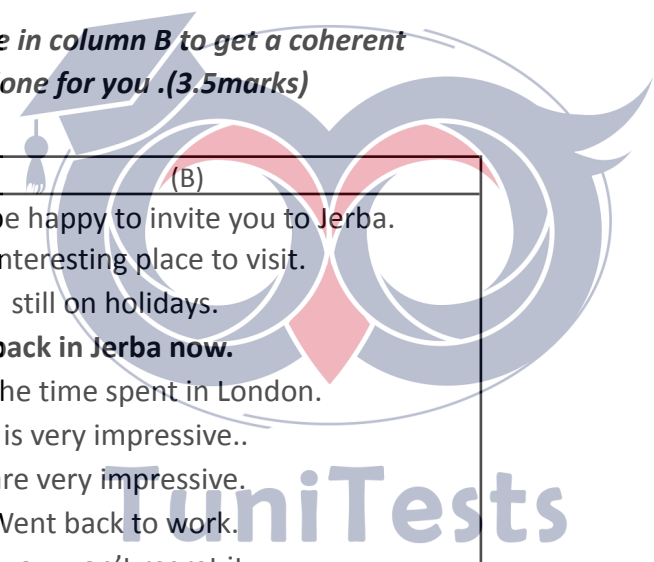 e in column B to get a coherent
one for you .(3.5marks)
(B)
be happy to invite you to Jerba.
nteresting place to visit.
still on holidays.
back in Jerba now.
he time spent in London.
is very impressive..
re very impressive.
Went back to work.
TuniTests